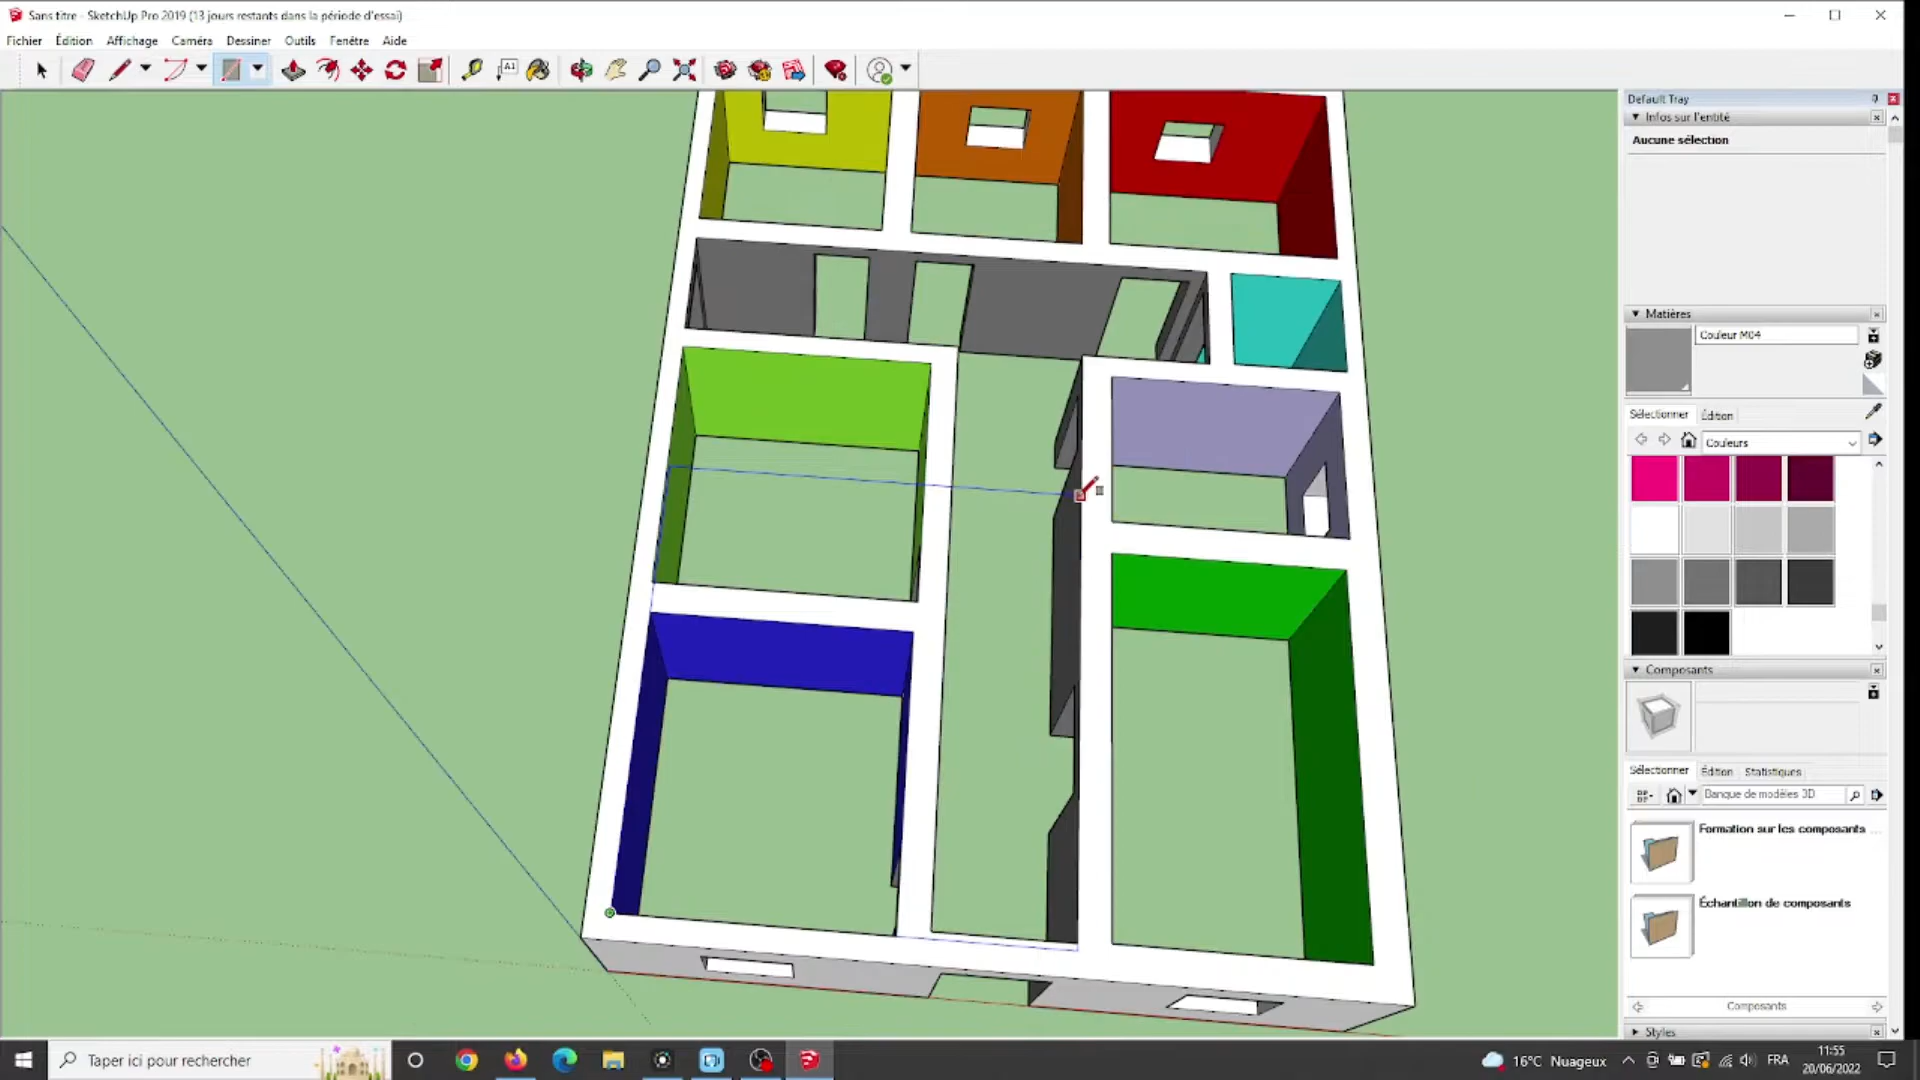 Sans titre - SketchUp Pro 2019 (13 jours restants dans la période d'essai)
Fichier Édition Affichage Caméra Dessiner Outils Fenêtre Aide
A1
Default Tray
Infos sur l'entité
Aucune sélection
Matières
Couleur M04
Sélectionner Édition
Couleurs
Composants
Sélectionner Édition Statistiques
Banque de modèles 3D
Formation sur les composants ...
Échantillon de composants
Composants
Styles
Taper ici pour rechercher
16°C Nuageux
FRA
11:55
20/06/2022